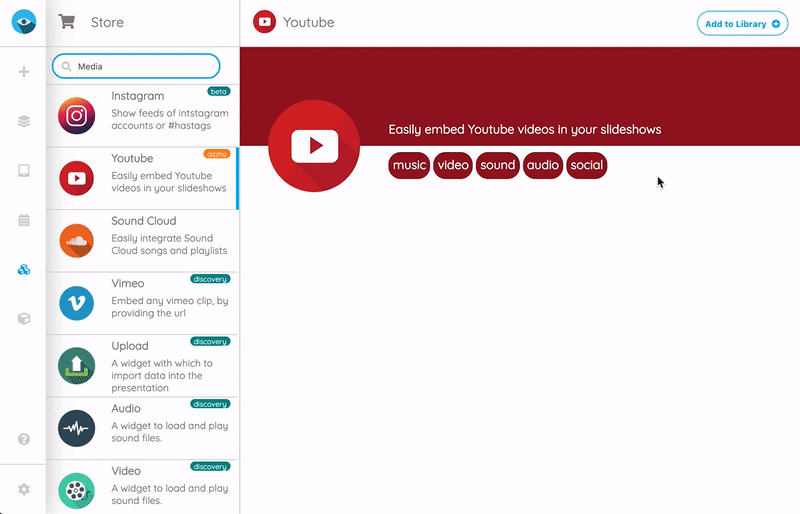 Store
Youtube
Add to Library
Media
Instagram
beta
Show feeds of intstagram
accounts or #hastags
Youtube
alpha
Easily embed Youtube
videos in your slideshows
Sound Cloud
Easily integrate Sound
Cloud songs and playlists
Vimeo
discovery
Embed any vimeo clip, by
providing the url
Upload
discovery
A widget with which to
import data into the
presentation
Audio
discovery
A widget to load and play
sound files.
Video
discovery
A widget to load and play
sound files.
Easily embed Youtube videos in your slideshows
music video sound audio social